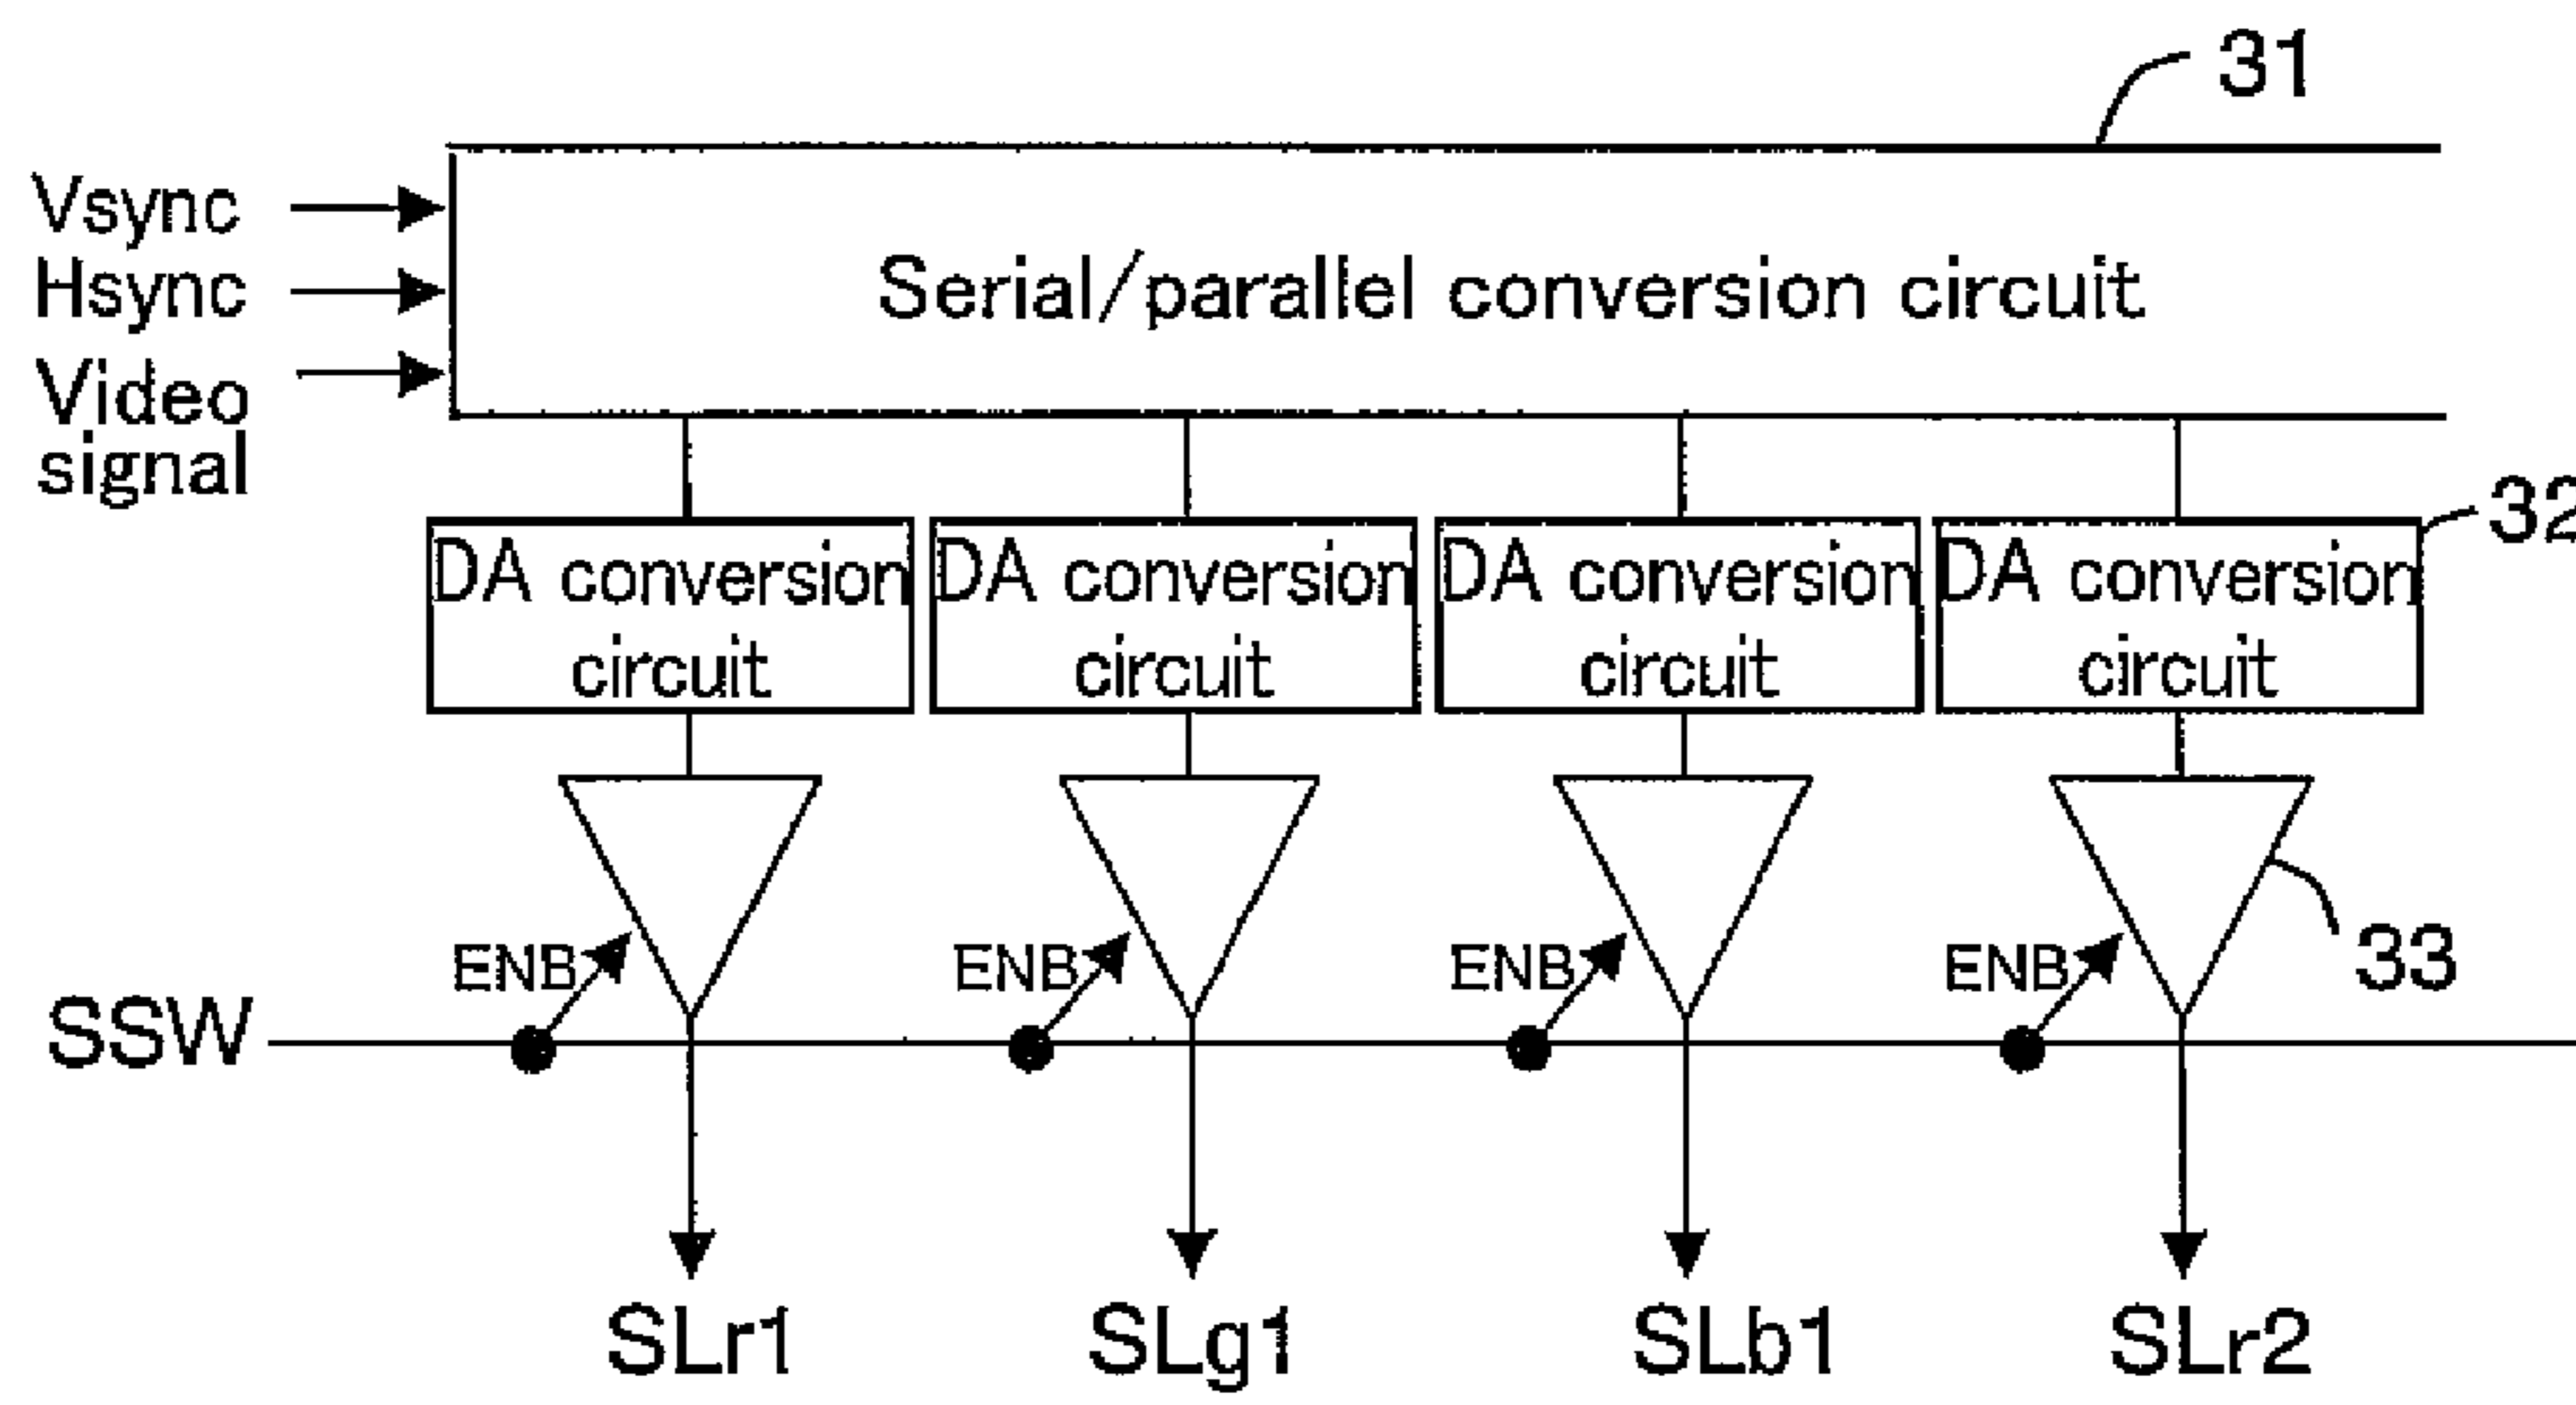 31
Vsync
Hsync
Video
signal
Serial/parallel conversion circuit
32
DA conversion
circuit
DA conversion
circuit
DA conversion
circuit
DA conversion
circuit
33
ENB
ENB
ENB
ENB
SSW
SLr1
SLg1
SLb1
SLr2